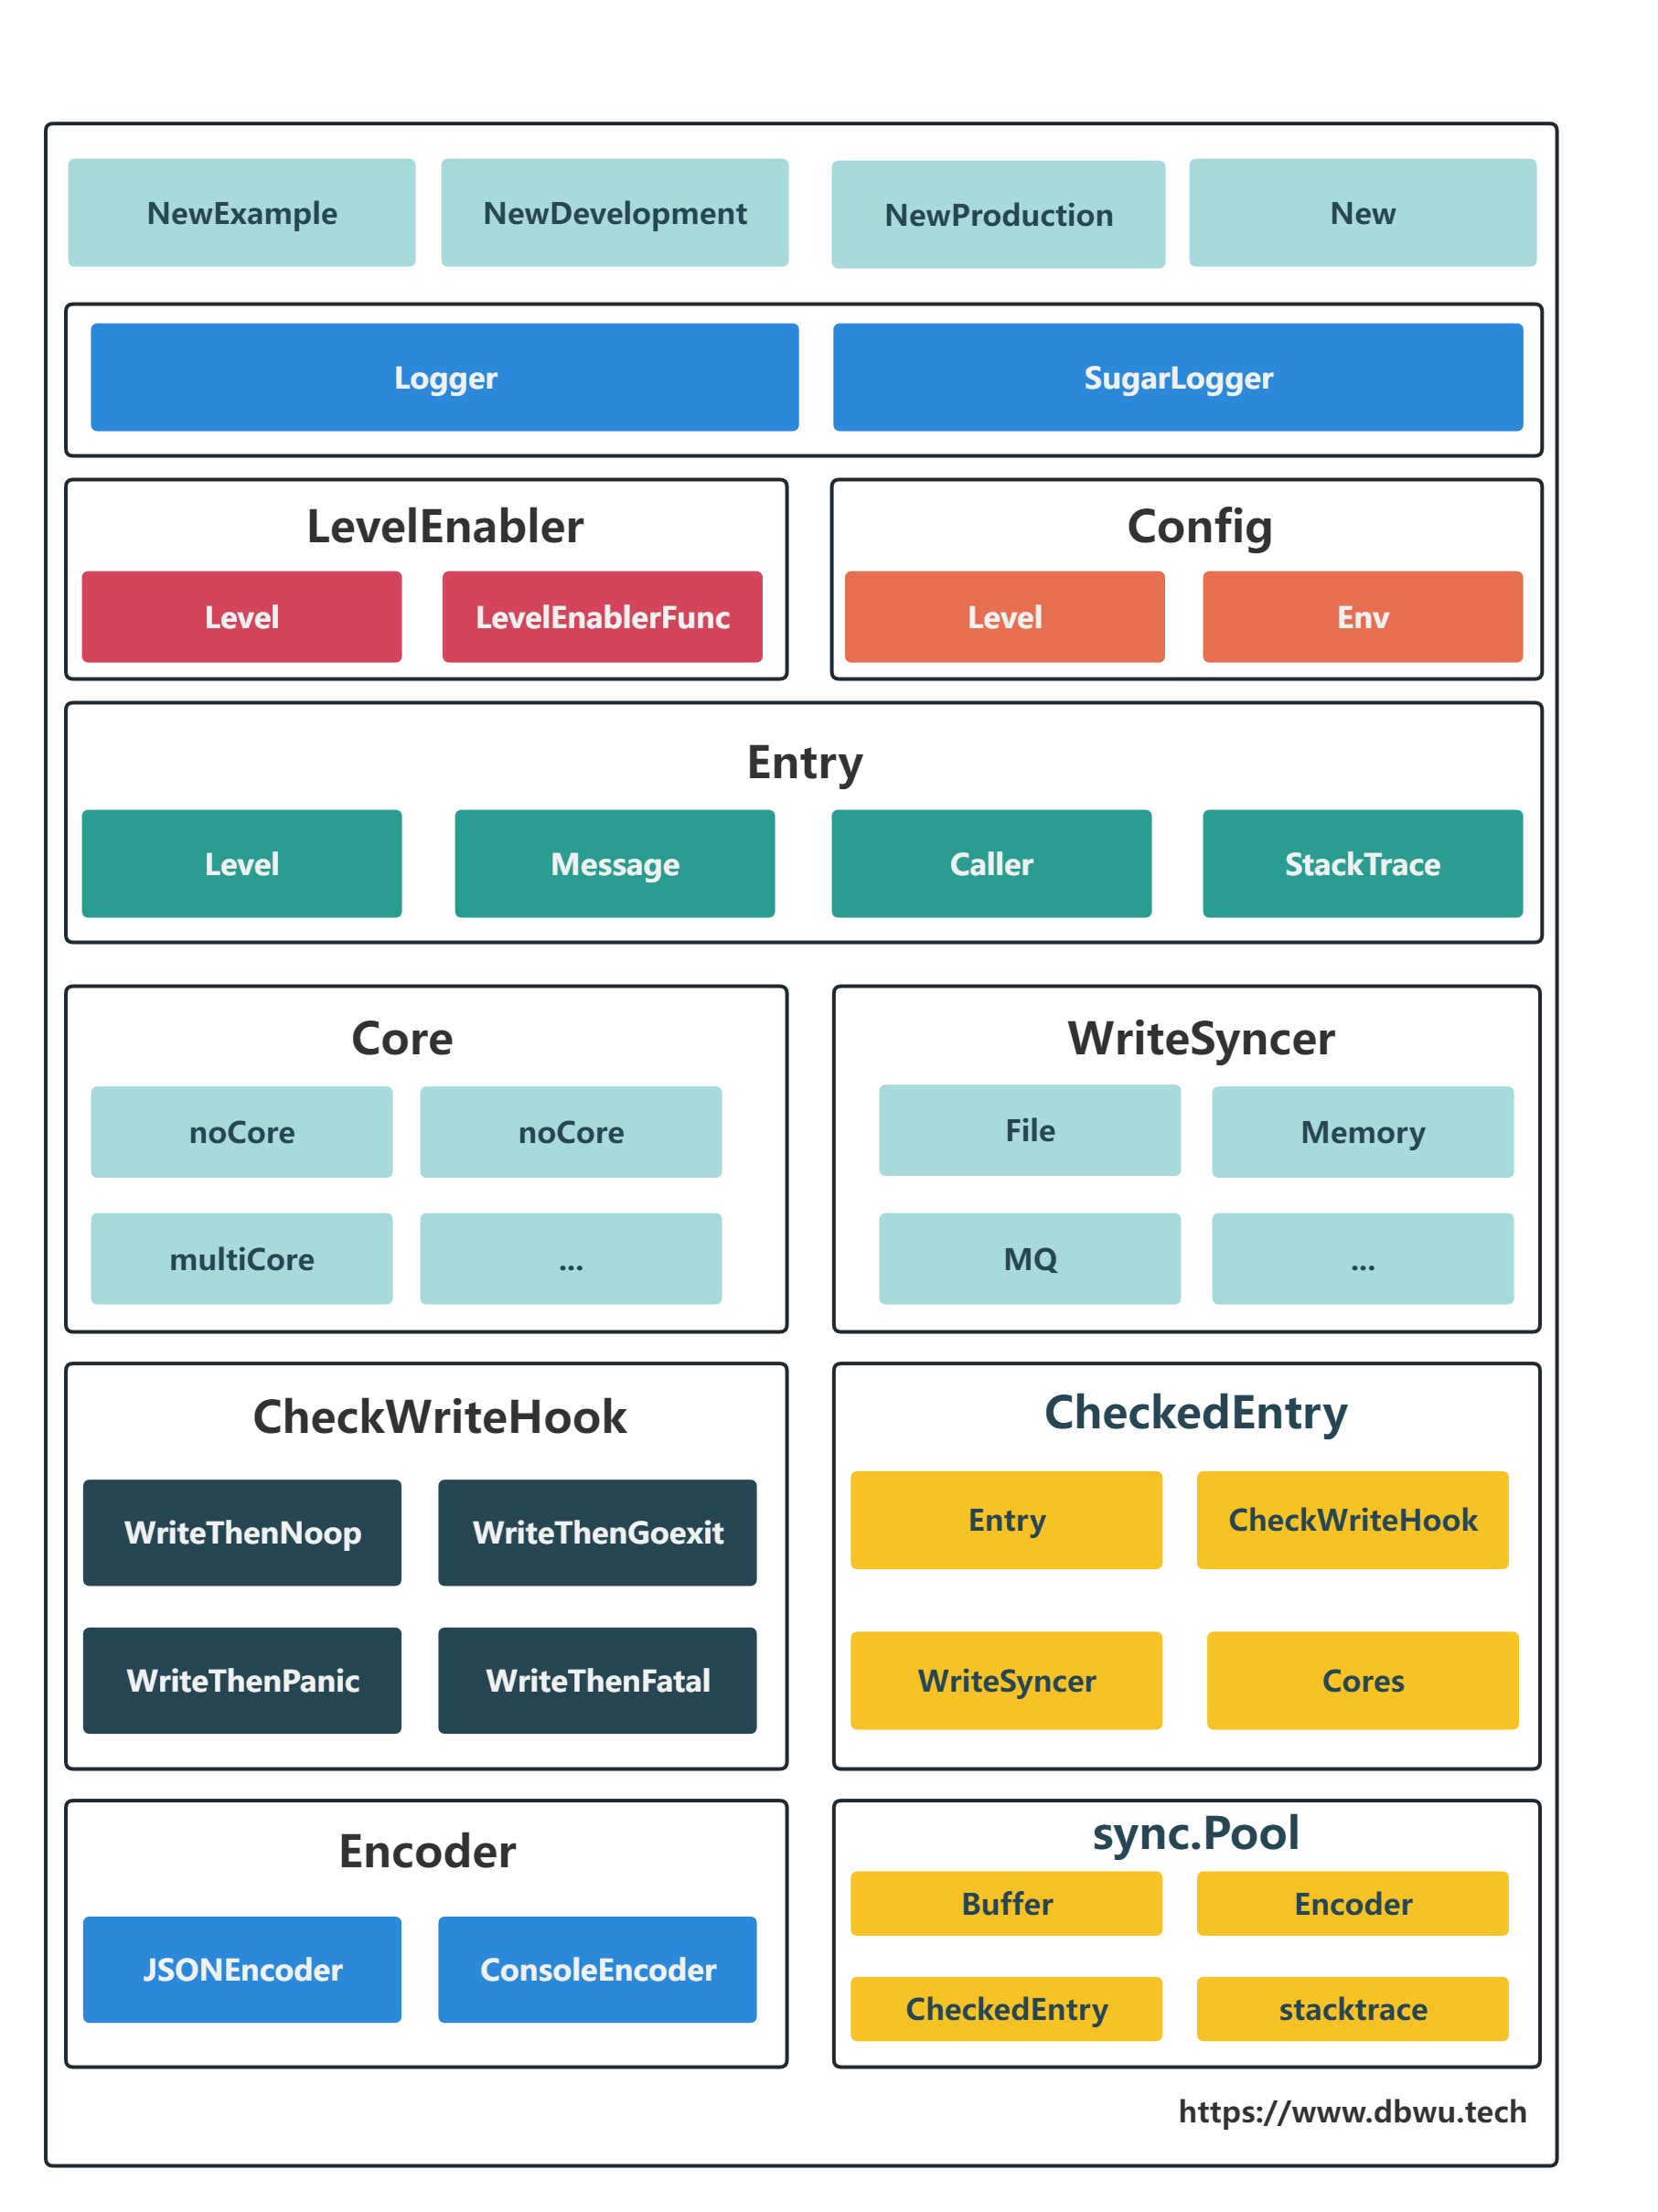 NewExample
NewDevelopment
NewProduction
New
Logger
SugarLogger
LevelEnabler
Level
LevelEnablerFunc
Config
Level
Env
Entry
Level
Message
Caller
StackTrace
Core
noCore
noCore
multiCore
...
WriteSyncer
File
Memory
MQ
...
CheckWriteHook
WriteThenNoop
WriteThenGoexit
WriteThenPanic
WriteThenFatal
CheckedEntry
Entry
CheckWriteHook
WriteSyncer
Cores
Encoder
JSONEncoder
ConsoleEncoder
sync.Pool
Buffer
Encoder
CheckedEntry
stacktrace
https://www.dbwu.tech